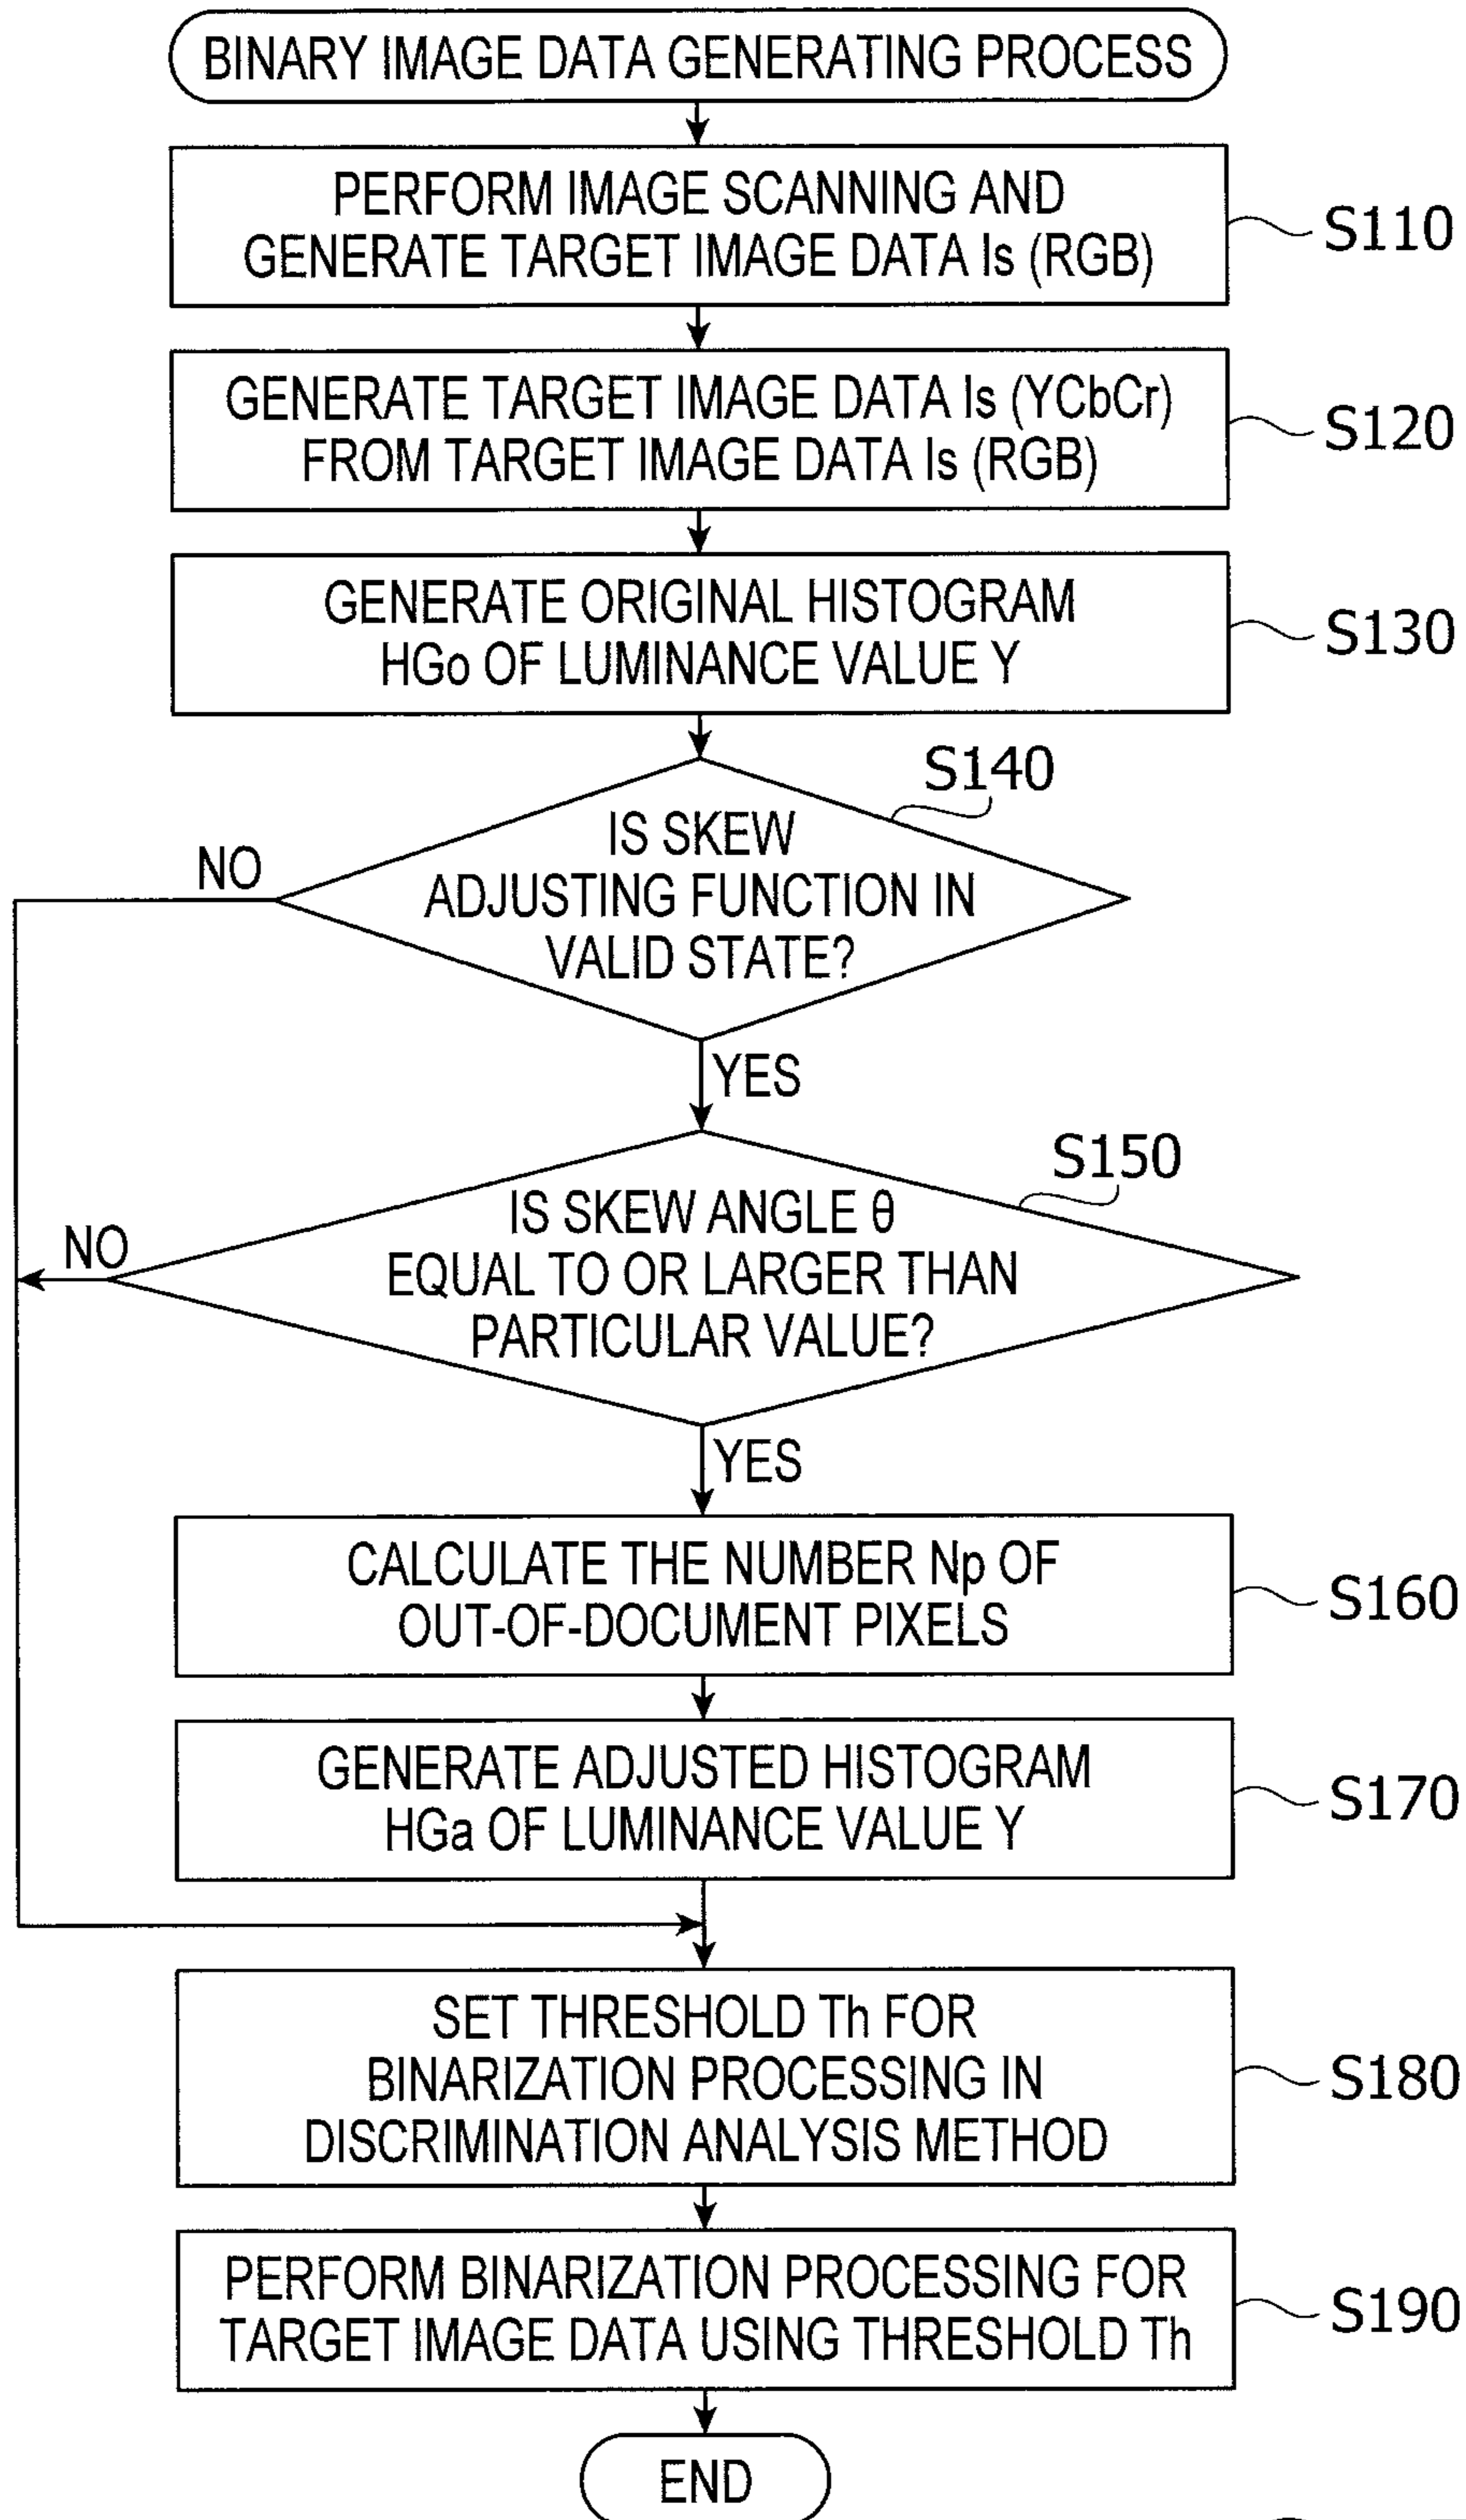 BINARY IMAGE DATA GENERATING PROCESS
PERFORM IMAGE SCANNING AND
GENERATE TARGET IMAGE DATA Is (RGB)
S110
GENERATE TARGET IMAGE DATA Is (YCbCr)
FROM TARGET IMAGE DATA Is (RGB)
S120
GENERATE ORIGINAL HISTOGRAM
HGo OF LUMINANCE VALUE Y
S130
S140
IS SKEW
ADJUSTING FUNCTION IN
VALID STATE?
NO
YES
S150
IS SKEW ANGLE θ
EQUAL TO OR LARGER THAN
PARTICULAR VALUE?
NO
YES
CALCULATE THE NUMBER Np OF
OUT-OF-DOCUMENT PIXELS
S160
GENERATE ADJUSTED HISTOGRAM
HGa OF LUMINANCE VALUE Y
S170
SET THRESHOLD Th FOR
BINARIZATION PROCESSING IN
DISCRIMINATION ANALYSIS METHOD
S180
PERFORM BINARIZATION PROCESSING FOR
TARGET IMAGE DATA USING THRESHOLD Th
S190
END